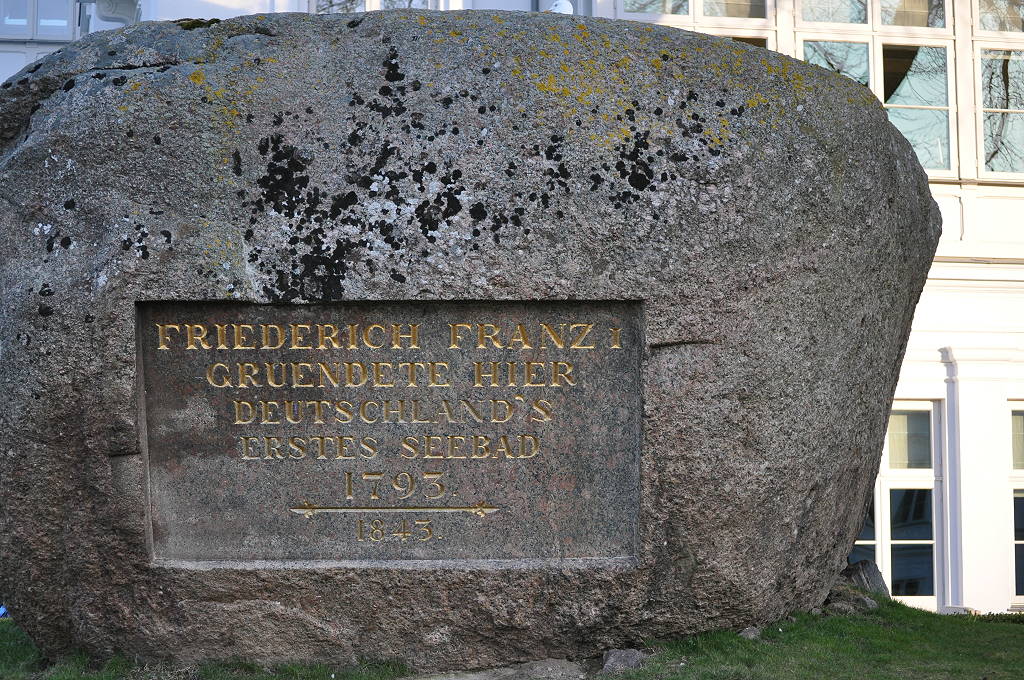 FRIEDERICH FRANZ I
GRUENDETE HIER
DEUTSCHLAND'S
ERSTES SEEBAD
1793.
1843.